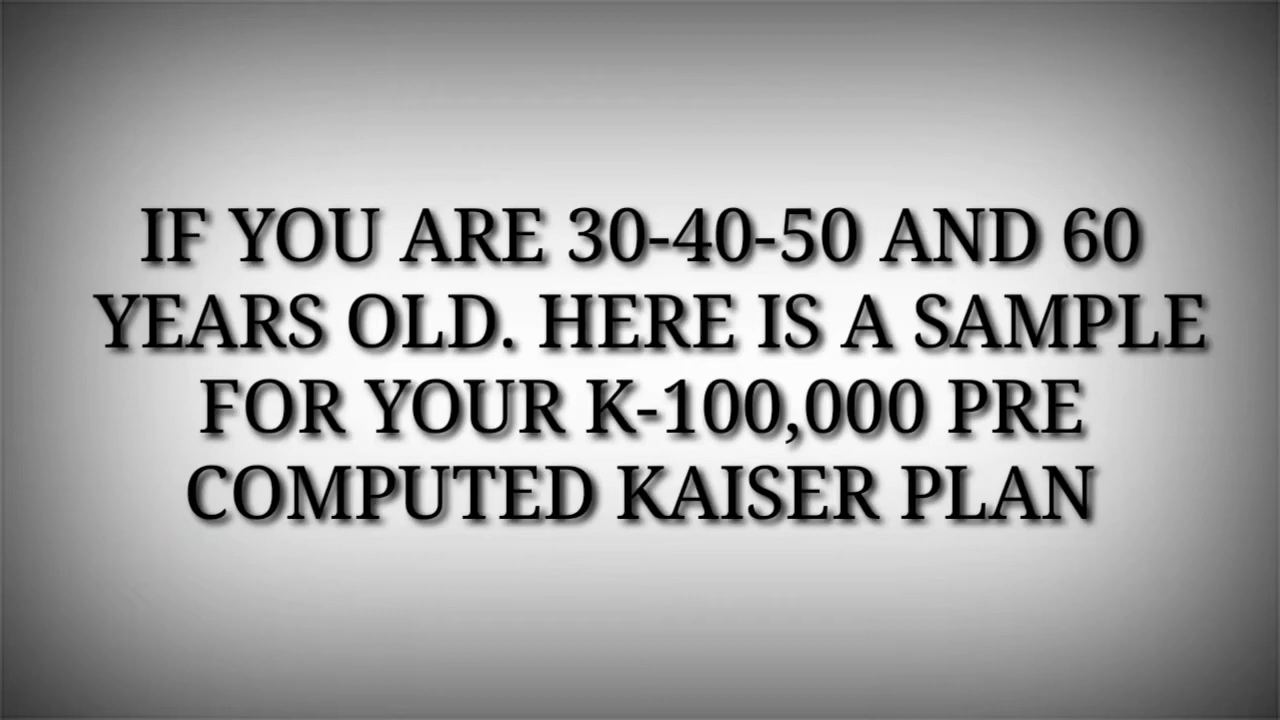 IF YOU ARE 30-40-50 AND 60
YEARS OLD. HERE IS A SAMPLE
FOR YOUR K-100,000 PRE
COMPUTED KAISER PLAN